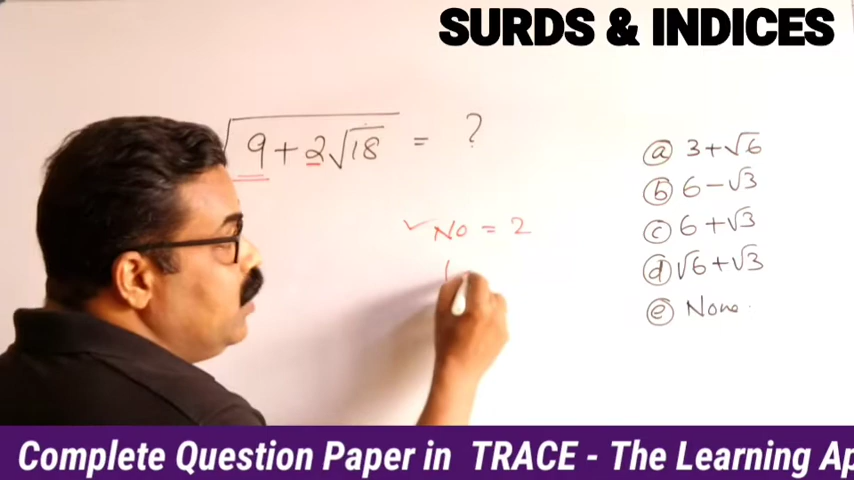 SURDS & INDICES
√9+2√18 = ?
✓ No = 2
ⓐ 3+√6
ⓑ 6-√3
ⓒ 6+√3
ⓓ √6+√3
ⓔ None.
Complete Question Paper in TRACE - The Learning Ap